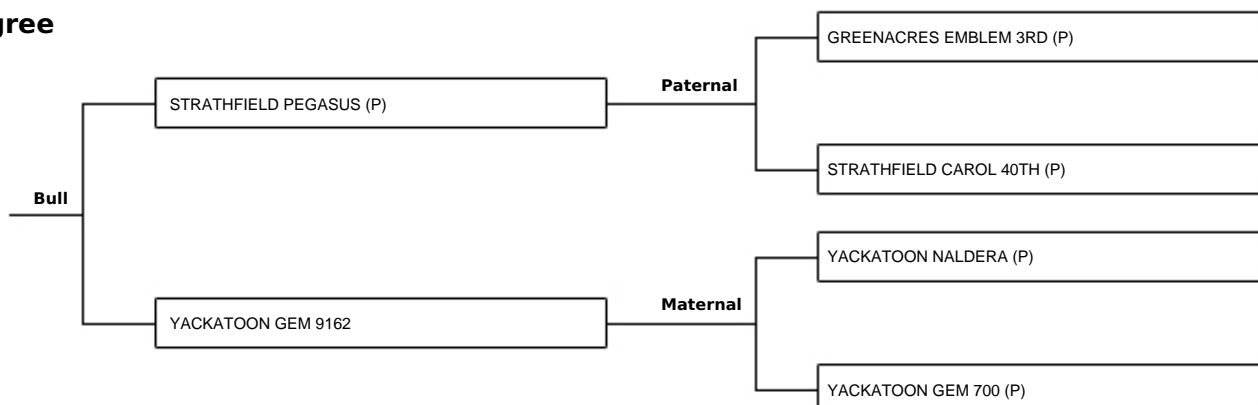 gree
GREENACRES EMBLEM 3RD (P)
Paternal
STRATHFIELD PEGASUS (P)
STRATHFIELD CAROL 40TH (P)
Bull
YACKATOON NALDERA (P)
Maternal
YACKATOON GEM 9162
YACKATOON GEM 700 (P)